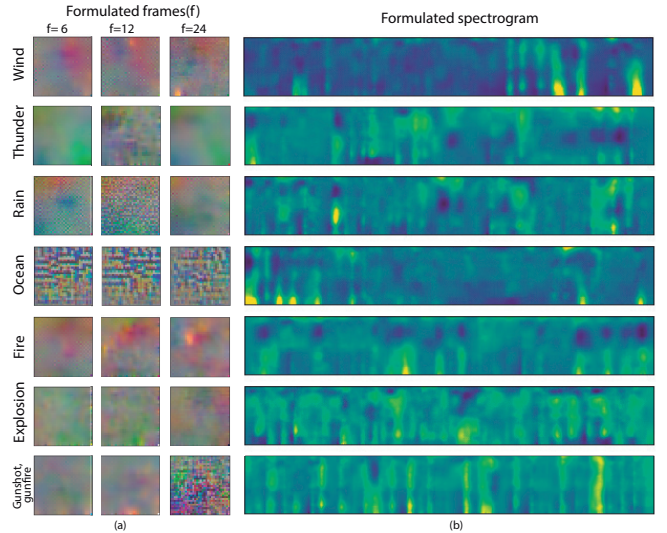 Formulated frames(f)
f= 6 f=12 f=24
Formulated spectrogram
Wind
Thunder
Rain
Ocean
Fire
Explosion
Gunshot,
gunfire
(a)
(b)